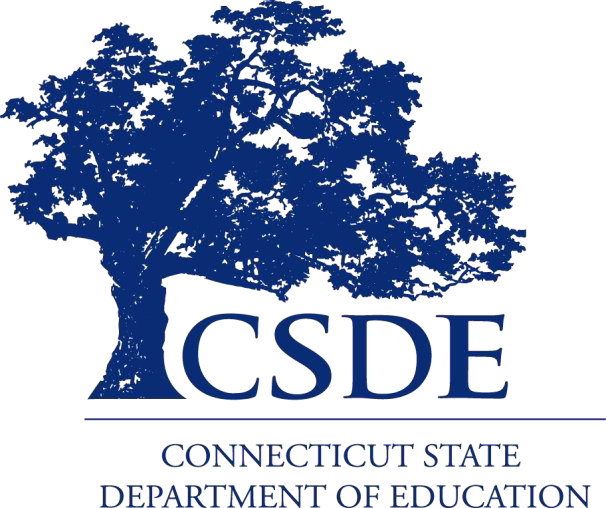 CSDE
CONNECTICUT STATE
DEPARTMENT OF EDUCATION